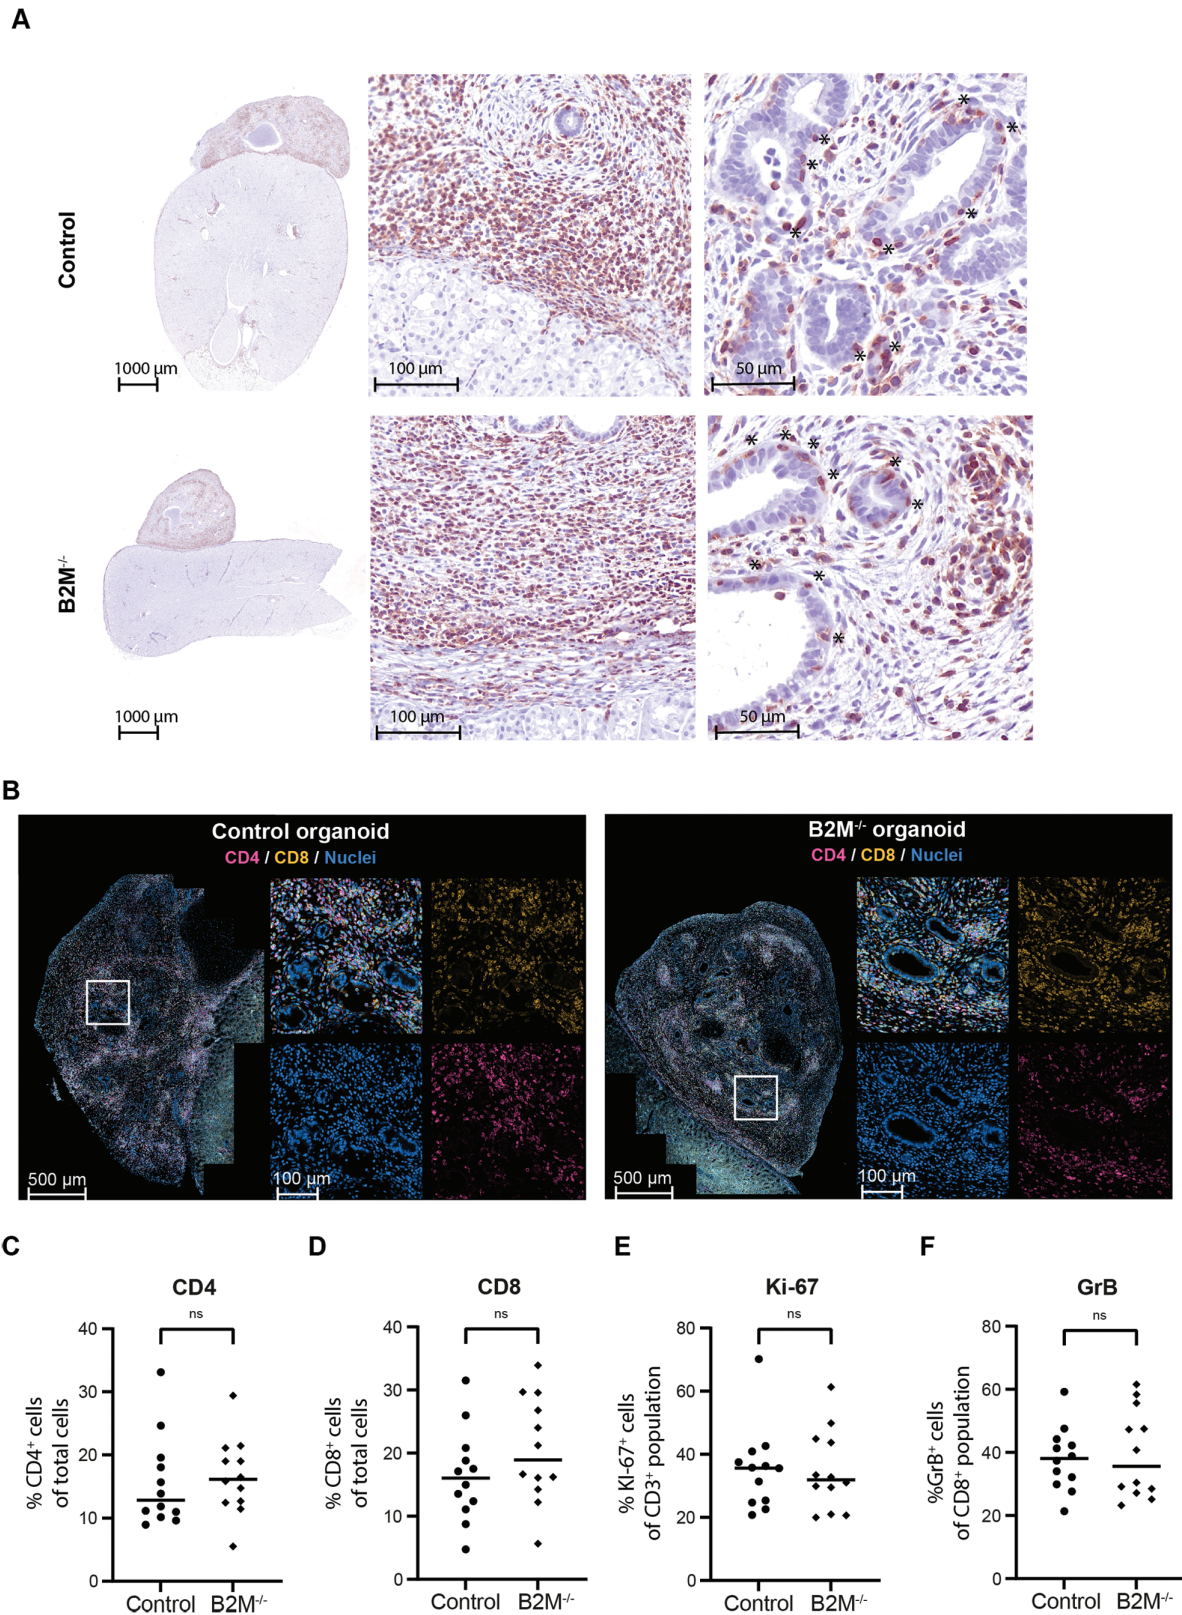 A
Control
1000 µm
100 µm
* * * * * * * *
50 µm
B2M-/-
1000 µm
100 µm
* * * * * * * *
50 µm
B
Control organoid
CD4 / CD8 / Nuclei
500 µm
100 µm
B2M-/- organoid
CD4 / CD8 / Nuclei
500 µm
100 µm
C
CD4
ns
% CD4+ cells
of total cells
40
30
20
10
0
Control B2M-/-
D
CD8
ns
% CD8+ cells
of total cells
40
30
20
10
0
Control B2M-/-
E
Ki-67
ns
% Ki-67+ cells
of CD3+ population
80
60
40
20
0
Control B2M-/-
F
GrB
ns
%GrB+ cells
of CD8+ population
80
60
40
20
0
Control B2M-/-